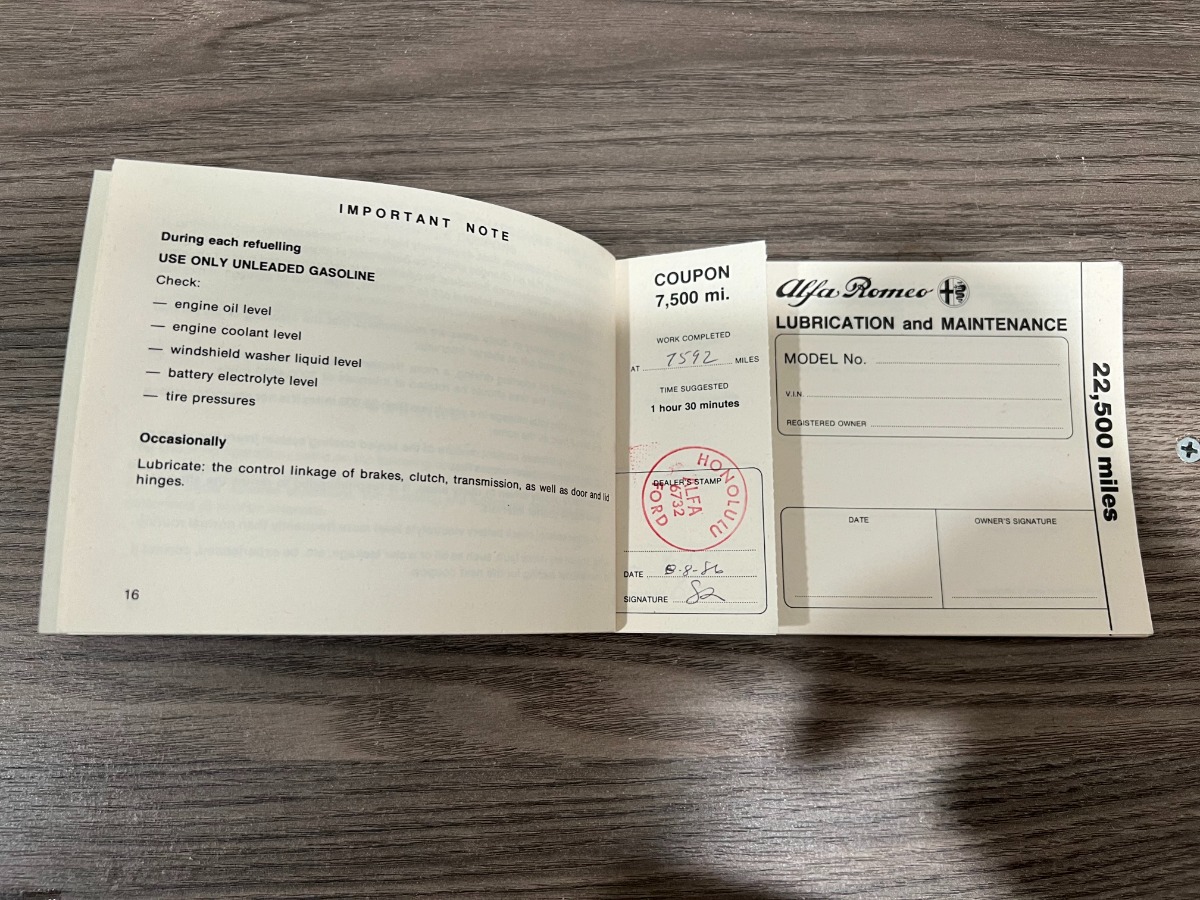 IMPORTANT NOTE
During each refuelling
USE ONLY UNLEADED GASOLINE
Check:
— engine oil level
— engine coolant level
— windshield washer liquid level
— battery electrolyte level
— tire pressures
Occasionally
Lubricate: the control linkage of brakes, clutch, transmission, as well as door and lid
hinges.
16
COUPON
7,500 mi.
WORK COMPLETED
AT 7592 MILES
TIME SUGGESTED
1 hour 30 minutes
DEALER'S STAMP
HONOLULU
ALFA
6732
FORD
DATE 8-8-86
SIGNATURE
Alfa Romeo
LUBRICATION and MAINTENANCE
MODEL No.
V.I.N.
REGISTERED OWNER
DATE
OWNER'S SIGNATURE
22,500 miles